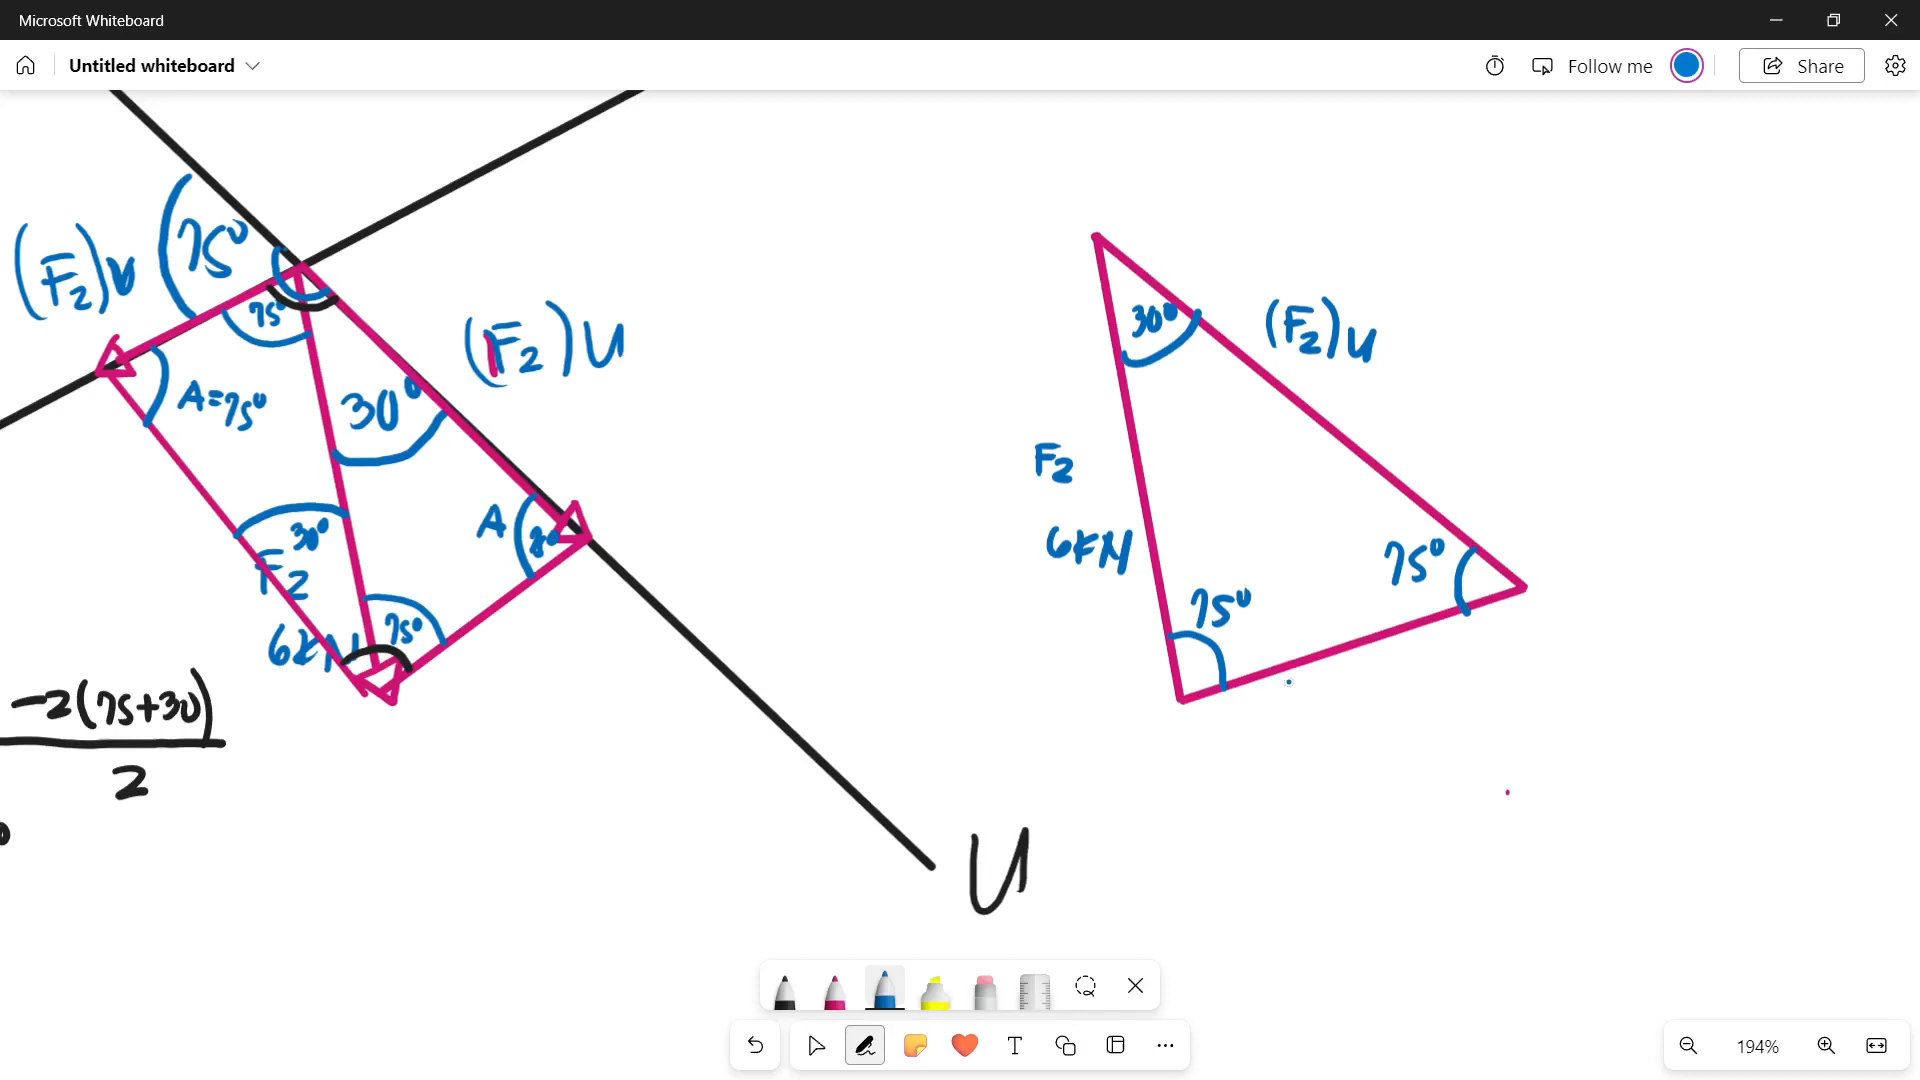 Microsoft Whiteboard
Untitled whiteboard
Follow me
Share
(F2)v
75°
75°
A=75°
30°
(F2)U
30°
F2
6kN
A
75°
-2(75+30)
2
U
30°
(F2)u
F2
6kN
75°
75°
T
194%